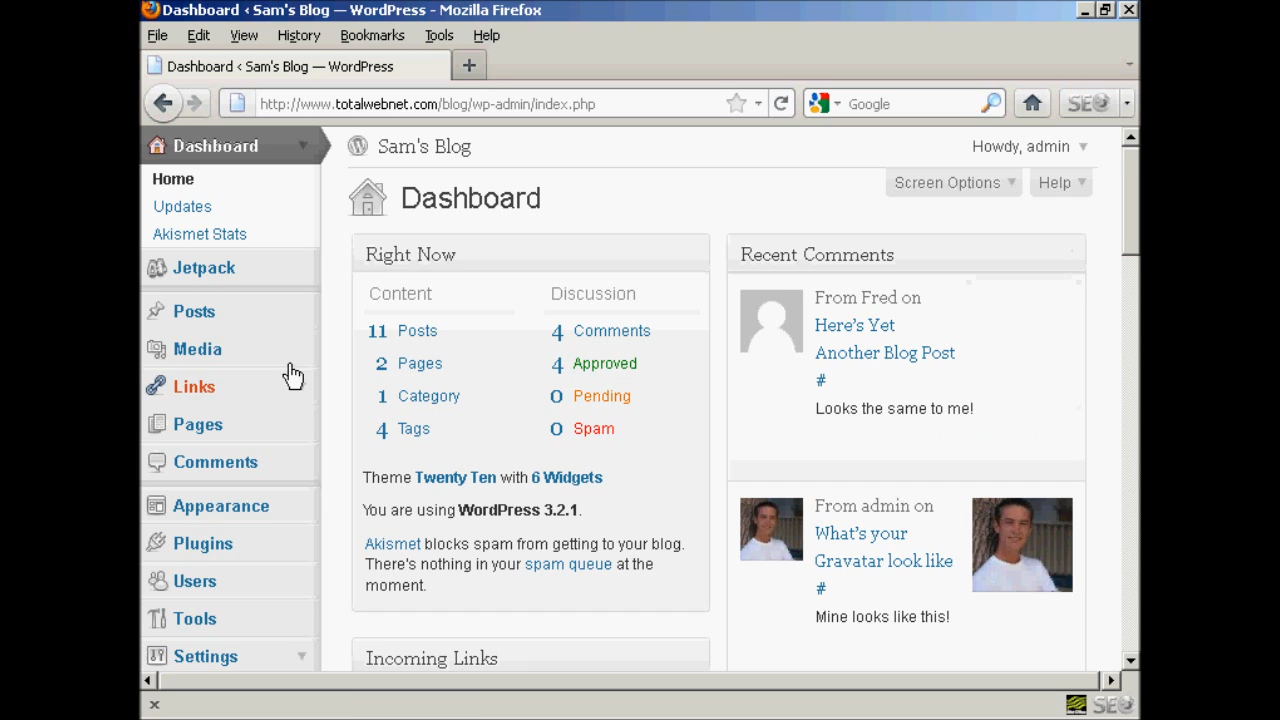 Dashboard ‹ Sam's Blog — WordPress - Mozilla Firefox
File Edit View History Bookmarks Tools Help
Dashboard ‹ Sam's Blog — WordPress
http://www.totalwebnet.com/blog/wp-admin/index.php
Google
SEO
Dashboard
Home
Updates
Akismet Stats
Jetpack
Posts
Media
Links
Pages
Comments
Appearance
Plugins
Users
Tools
Settings
Sam's Blog
Howdy, admin
Screen Options
Help
Dashboard
Right Now
Content
Discussion
11 Posts
4 Comments
2 Pages
4 Approved
1 Category
0 Pending
4 Tags
0 Spam
Theme Twenty Ten with 6 Widgets
You are using WordPress 3.2.1.
Akismet blocks spam from getting to your blog.
There's nothing in your spam queue at the
moment.
Incoming Links
Recent Comments
From Fred on
Here's Yet
Another Blog Post
#
Looks the same to me!
From admin on
What's your
Gravatar look like
#
Mine looks like this!
SEO